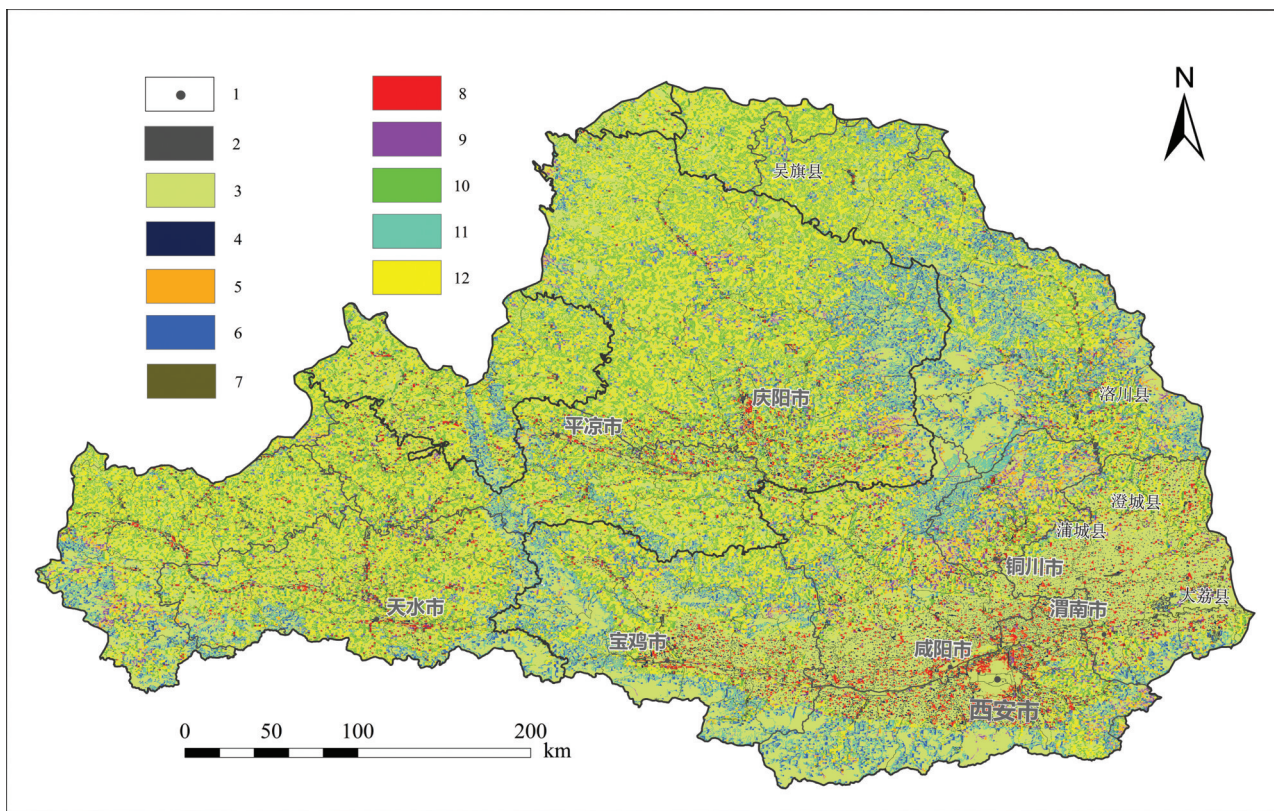 1
2
3
4
5
6
7
8
9
10
11
12
N
吴旗县
庆阳市
洛川县
平凉市
澄城县
蒲城县
铜川市
大荔县
渭南市
天水市
宝鸡市
咸阳市
西安市
0 50 100 200
km